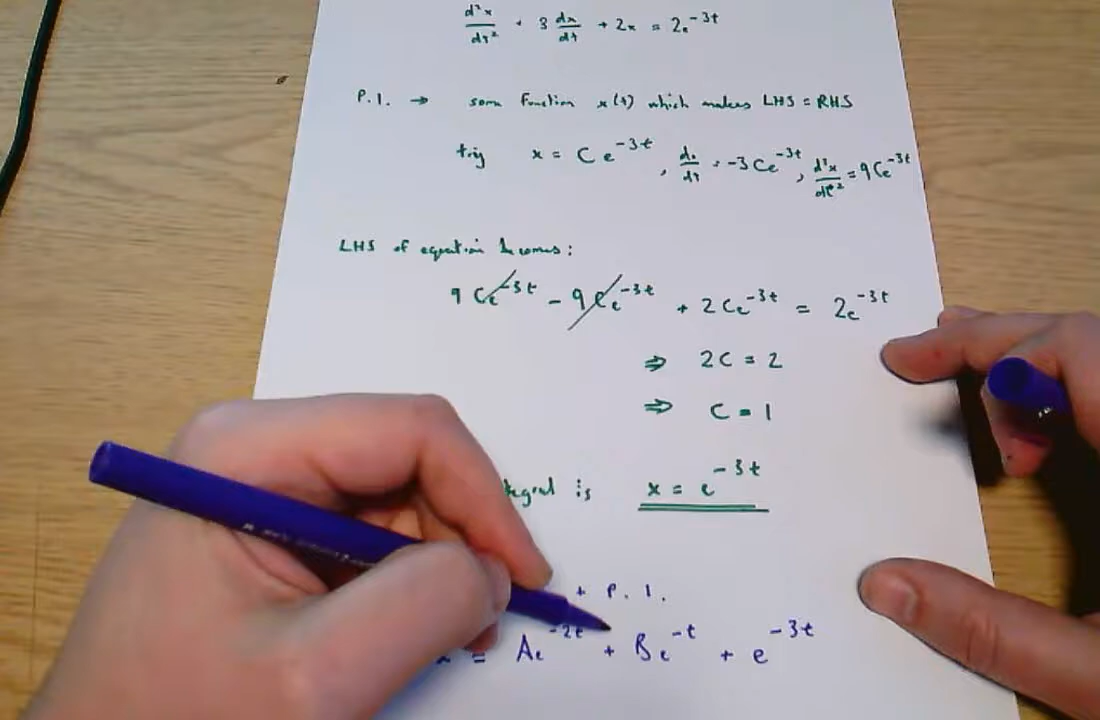 d²x/dt² + 3 dx/dt + 2x = 2e^-3t
P.I. → some function x(t) which makes LHS = RHS
try x = Ce^-3t, dx/dt = -3Ce^-3t, d²x/dt² = 9Ce^-3t
LHS of equation becomes:
9Ce^-3t - 9Ce^-3t + 2Ce^-3t = 2e^-3t
⇒ 2C = 2
⇒ C = 1
is x = e^-3t
+ P.I.
x = Ae^-2t + Be^-t + e^-3t